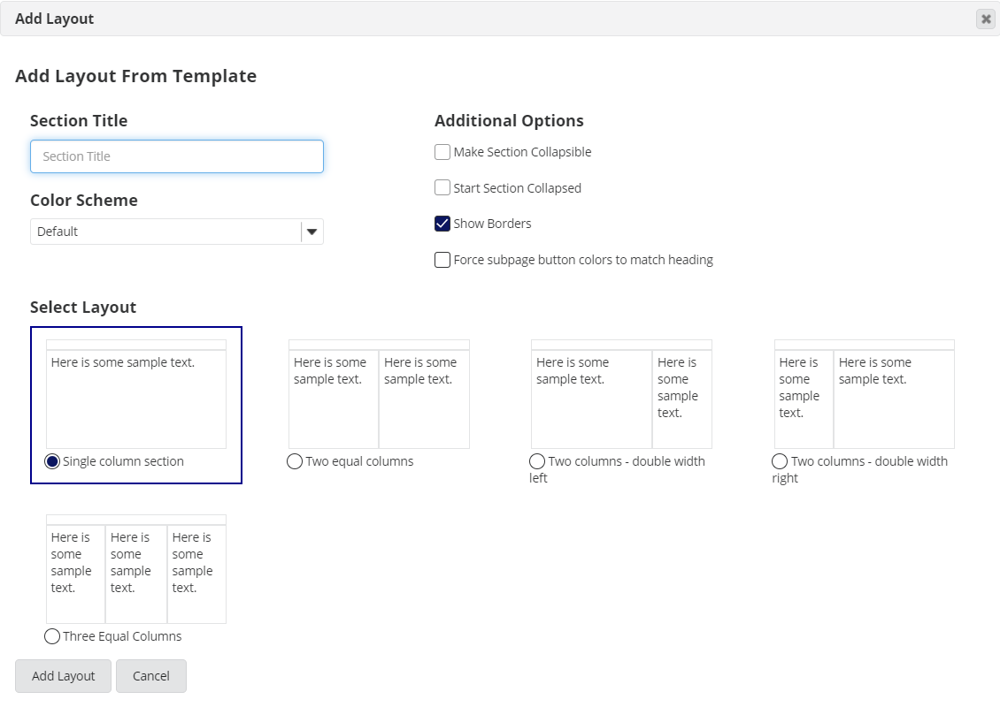 Add Layout
Add Layout From Template
Section Title
Section Title
Color Scheme
Default
Additional Options
Make Section Collapsible
Start Section Collapsed
Show Borders
Force subpage button colors to match heading
Select Layout
Here is some sample text.
Single column section
Here is some
sample text.
Here is some
sample text.
Two equal columns
Here is some
sample text.
Here is
some
sample
text.
Two columns - double width
left
Here is
some
sample
text.
Here is some
sample text.
Two columns - double width
right
Here is
some
sample
text.
Here is
some
sample
text.
Here is
some
sample
text.
Three Equal Columns
Add Layout
Cancel